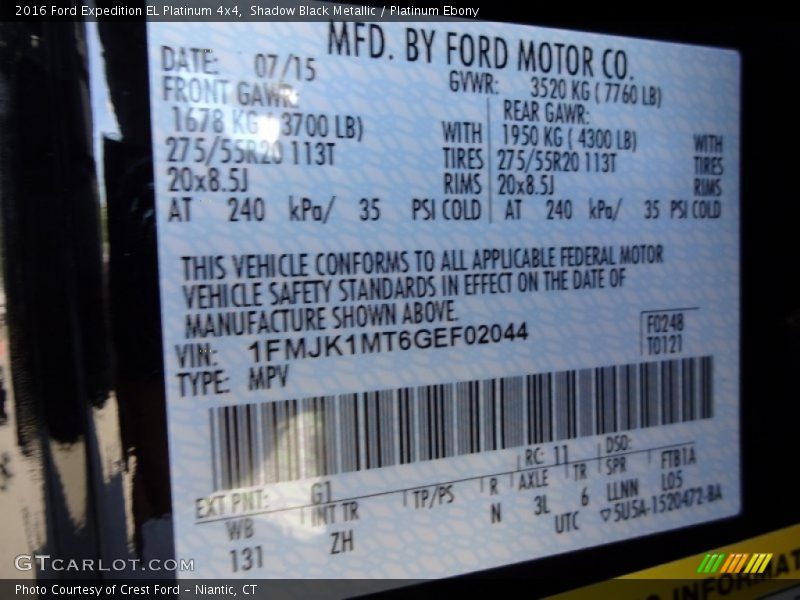 2016 Ford Expedition EL Platinum 4x4, Shadow Black Metallic / Platinum Ebony
MFD. BY FORD MOTOR CO.
DATE: 07/15
GVWR: 3520 KG ( 7760 LB)
FRONT GAWR:
REAR GAWR:
1678 KG ( 3700 LB) WITH
1950 KG ( 4300 LB) WITH
275/55R20 113T TIRES
275/55R20 113T TIRES
20x8.5J RIMS
20x8.5J RIMS
AT 240 kPa/ 35 PSI COLD
AT 240 kPa/ 35 PSI COLD
THIS VEHICLE CONFORMS TO ALL APPLICABLE FEDERAL MOTOR
VEHICLE SAFETY STANDARDS IN EFFECT ON THE DATE OF
MANUFACTURE SHOWN ABOVE.
VIN: 1FMJK1MT6GEF02044
TYPE: MPV
F0248
T0121
EXT PNT: G1 RC: 11 DSO:
WB INT TR TP/PS R AXLE TR SPR FTB1A
131 ZH N 3L 6 LLNN L05
UTC ▽5U5A-1520472-BA
GTCARLOT.COM
Photo Courtesy of Crest Ford - Niantic, CT